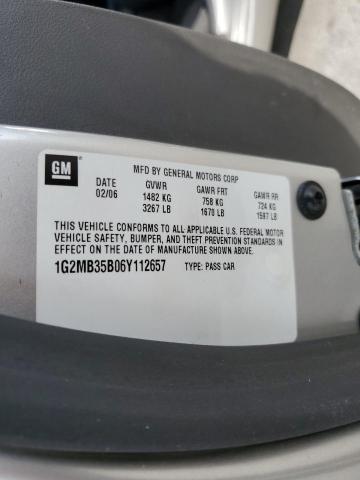 GM
MFD BY GENERAL MOTORS CORP
DATE GVWR GAWR FRT GAWR RR
02/06 1482 KG 758 KG 724 KG
3267 LB 1670 LB 1597 LB
THIS VEHICLE CONFORMS TO ALL APPLICABLE U.S. FEDERAL MOTOR
VEHICLE SAFETY, BUMPER, AND THEFT PREVENTION STANDARDS IN
EFFECT ON THE DATE OF MANUFACTURE SHOWN ABOVE.
1G2MB35B06Y112657 TYPE: PASS CAR